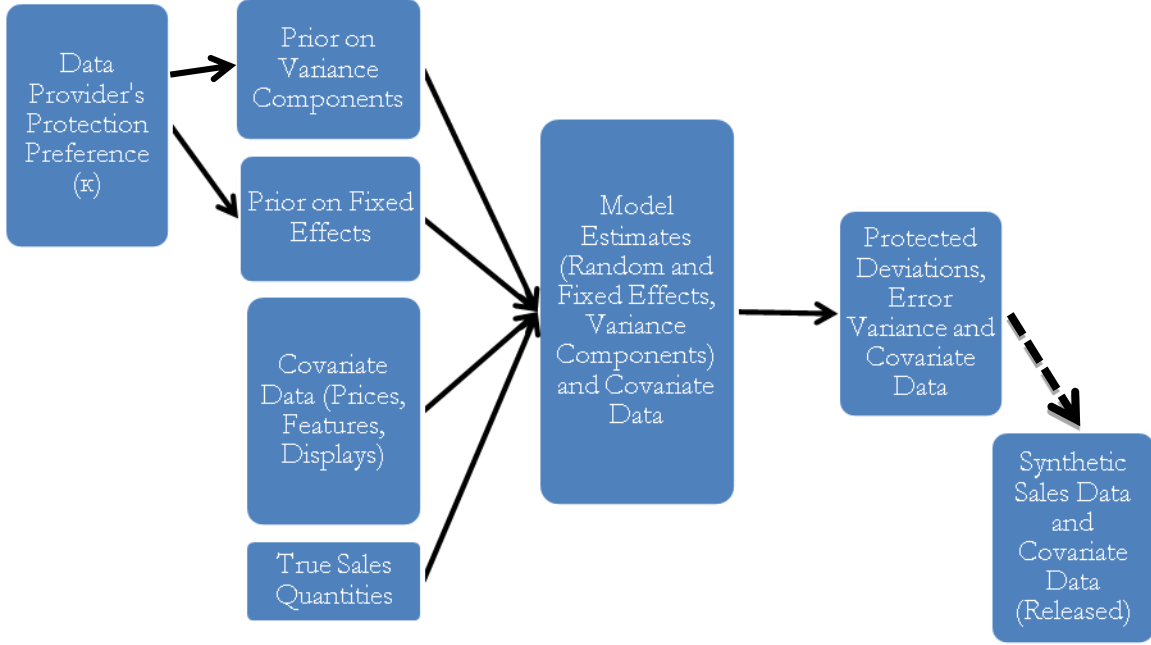 Data
Provider's
Protection
Preference
(κ)
Prior on
Variance
Components
Prior on Fixed
Effects
Covariate
Data (Prices,
Features,
Displays)
True Sales
Quantities
Model
Estimates
(Random and
Fixed Effects,
Variance
Components)
and Covariate
Data
Protected
Deviations,
Error
Variance and
Covariate
Data
Synthetic
Sales Data
and
Covariate
Data
(Released)